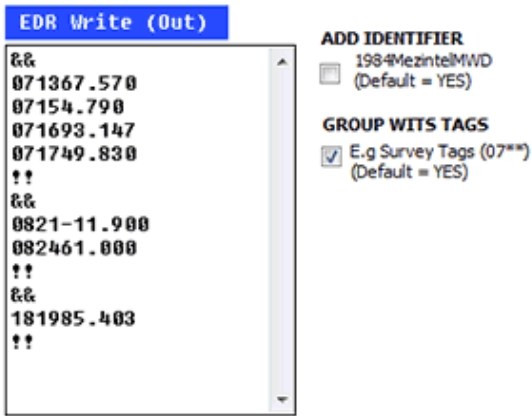 EDR Write (Out)
&&
071367.570
07154.790
071693.147
071749.830
!!
&&
0821-11.900
082461.000
!!
&&
181985.403
!!
ADD IDENTIFIER
1984MezintelMWD
(Default = YES)
GROUP WITS TAGS
E.g Survey Tags (07**)
(Default = YES)